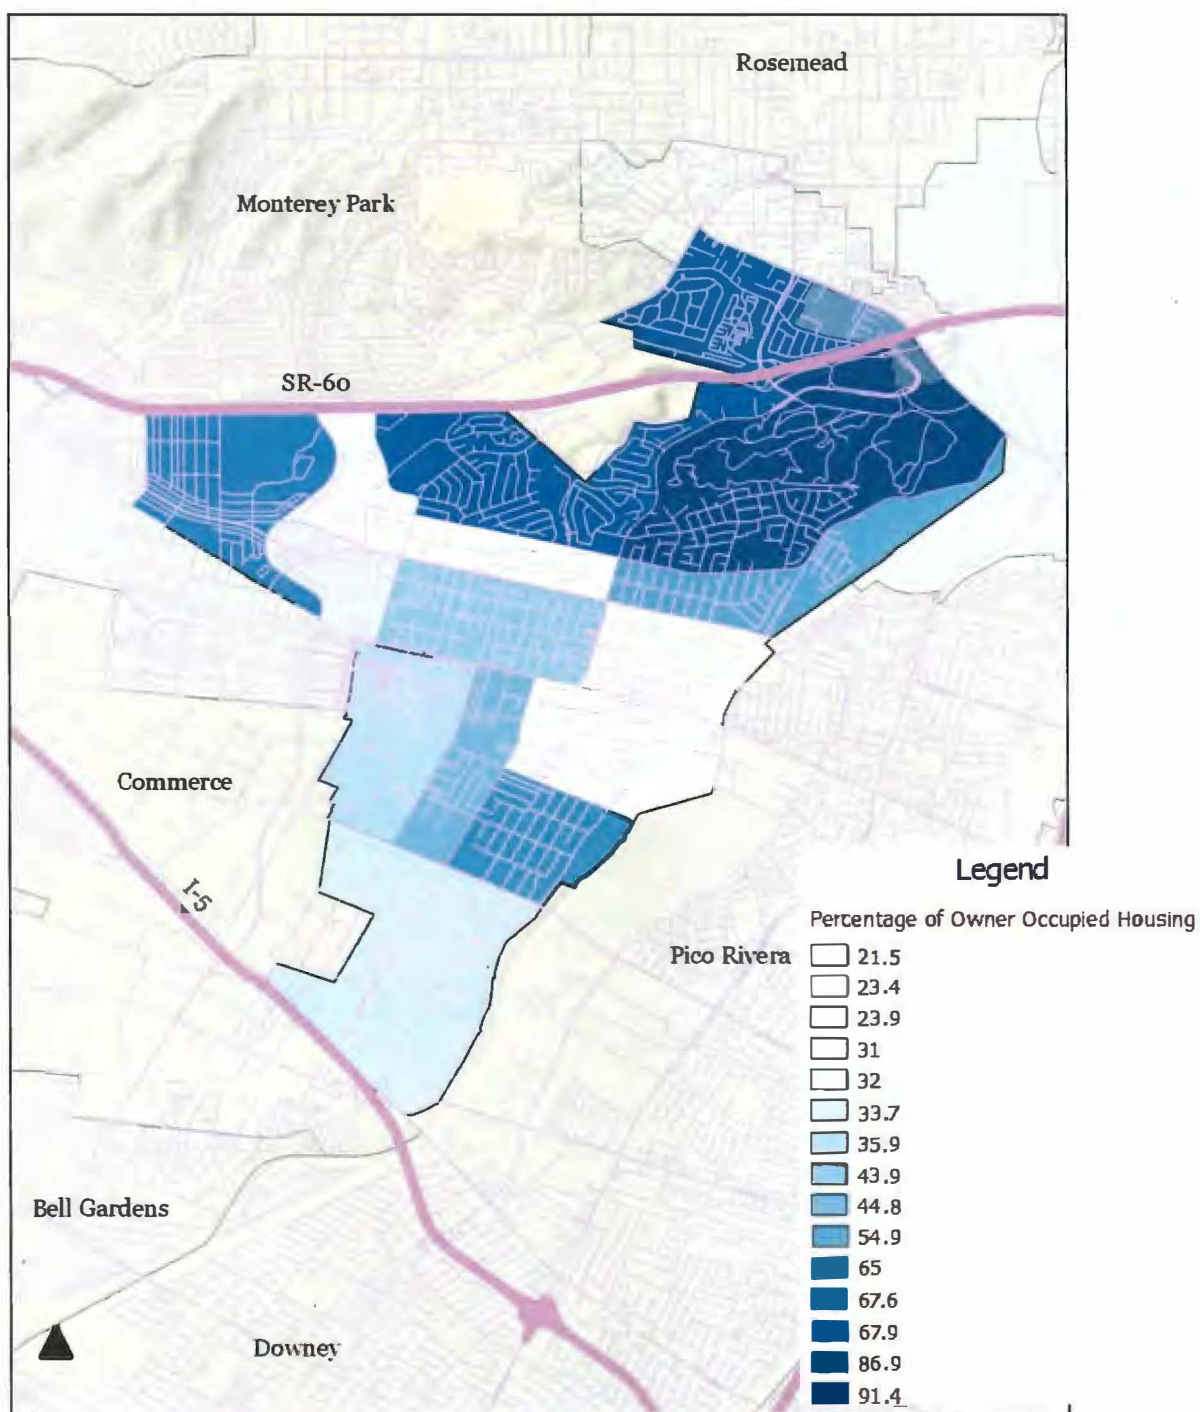 Rosemead
Monterey Park
SR-60
Commerce
I-5
Legend
Percentage of Owner Occupied Housing
Pico Rivera
21.5
23.4
23.9
31
32
33.7
35.9
43.9
44.8
54.9
65
67.6
67.9
86.9
91.4
Bell Gardens
Downey